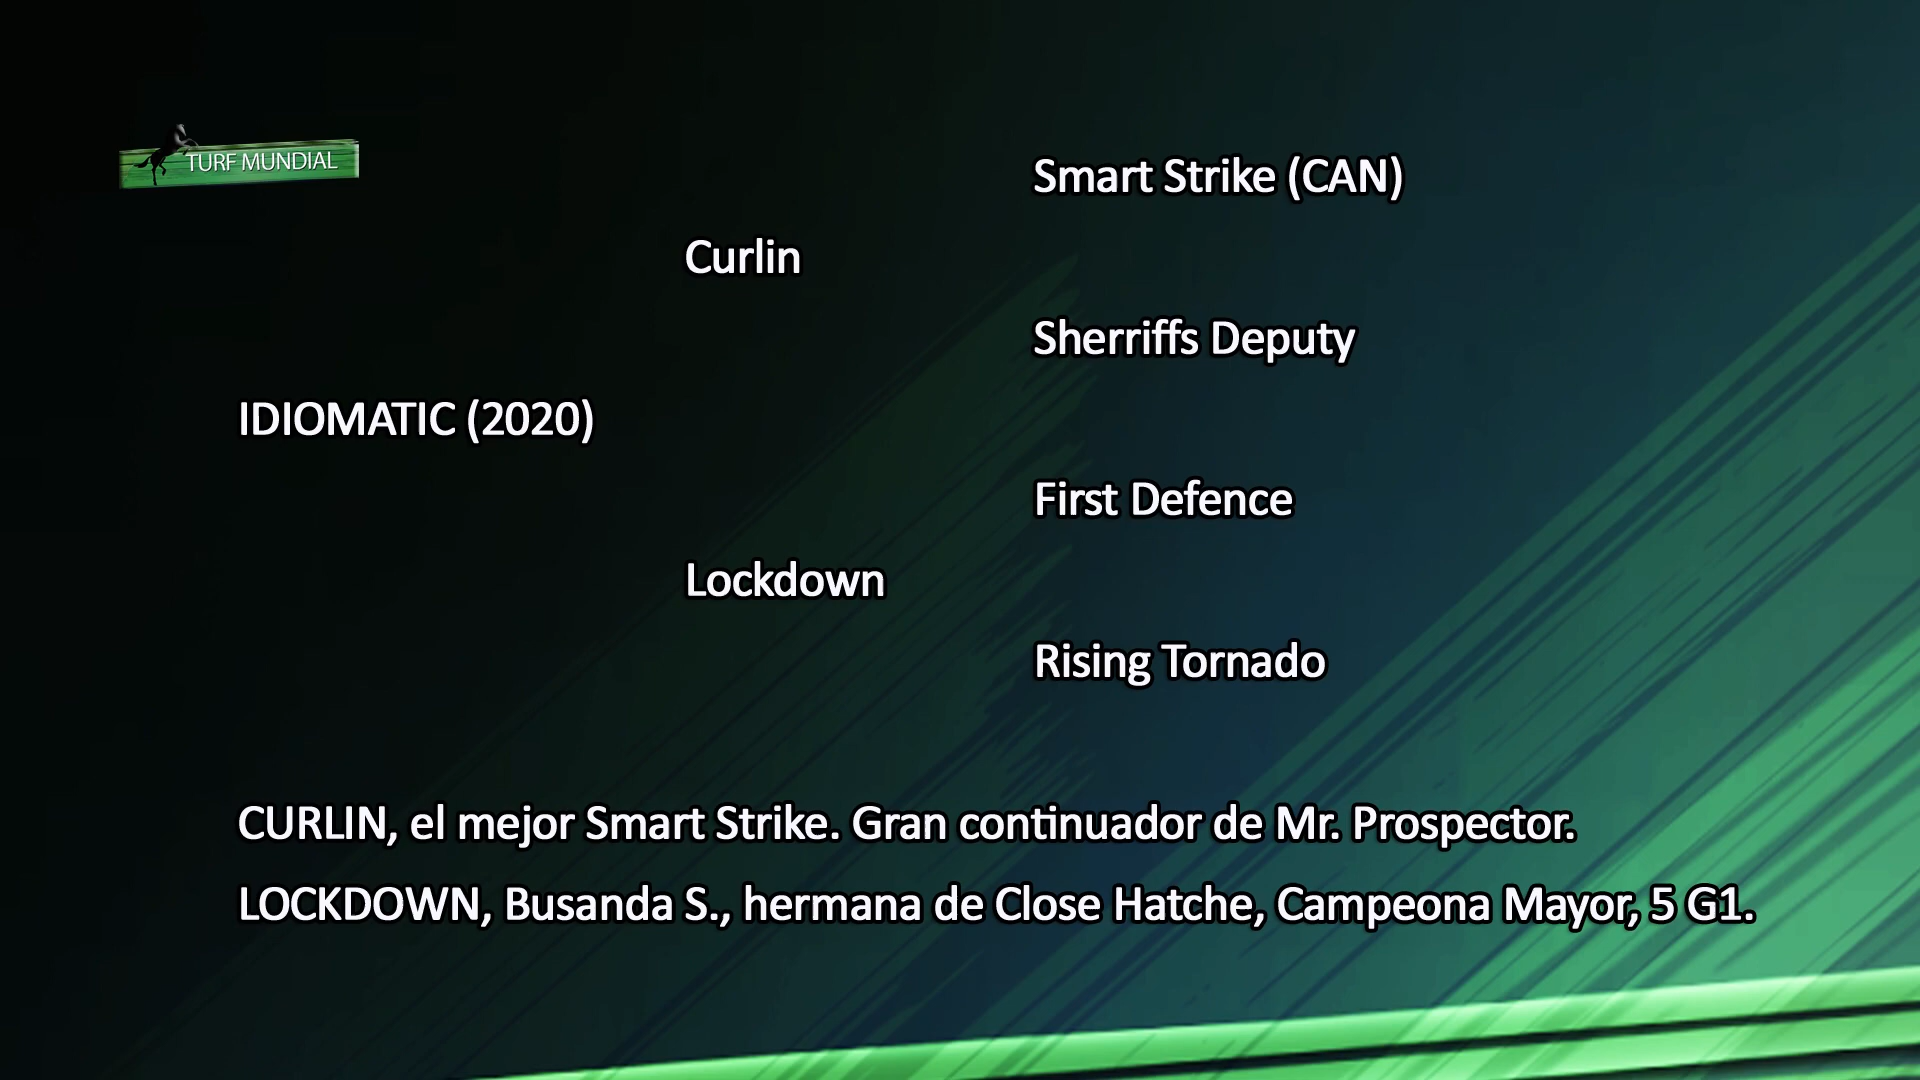 TURF MUNDIAL
Smart Strike (CAN)
Curlin
Sherriffs Deputy
IDIOMATIC (2020)
First Defence
Lockdown
Rising Tornado
CURLIN, el mejor Smart Strike. Gran continuador de Mr. Prospector.
LOCKDOWN, Busanda S., hermana de Close Hatche, Campeona Mayor, 5 G1.